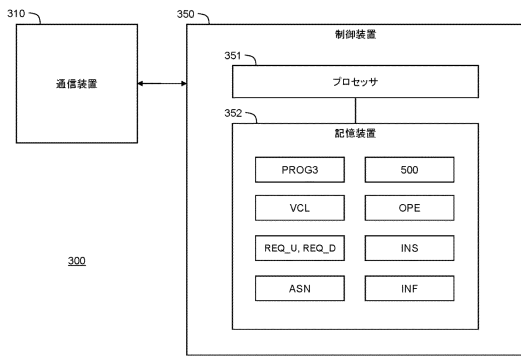 310
通信装置
350
制御装置
351
プロセッサ
352
記憶装置
PROG3
500
VCL
OPE
REQ_U, REQ_D
INS
ASN
INF
300